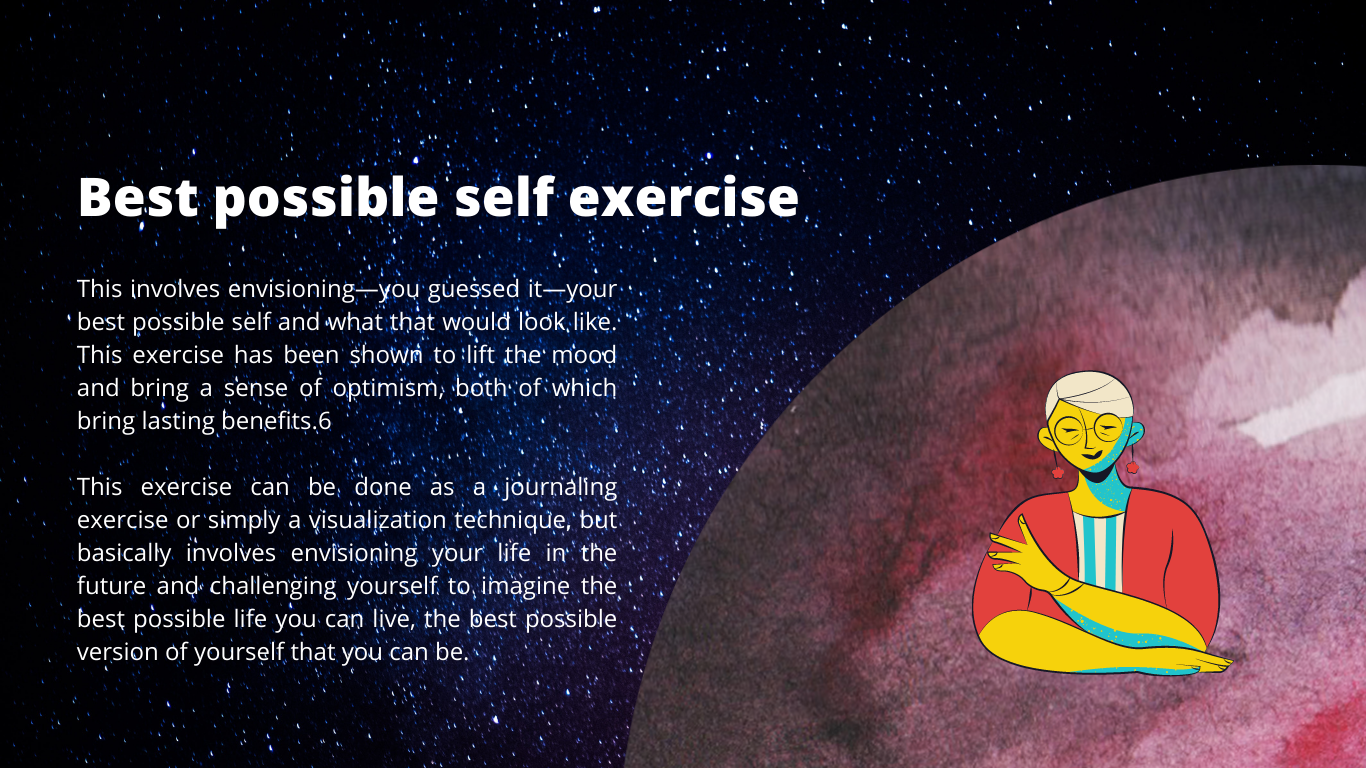 Best possible self exercise
This involves envisioning—you guessed it—your
best possible self and what that would look like.
This exercise has been shown to lift the mood
and bring a sense of optimism, both of which
bring lasting benefits.6
This exercise can be done as a journaling
exercise or simply a visualization technique, but
basically involves envisioning your life in the
future and challenging yourself to imagine the
best possible life you can live, the best possible
version of yourself that you can be.